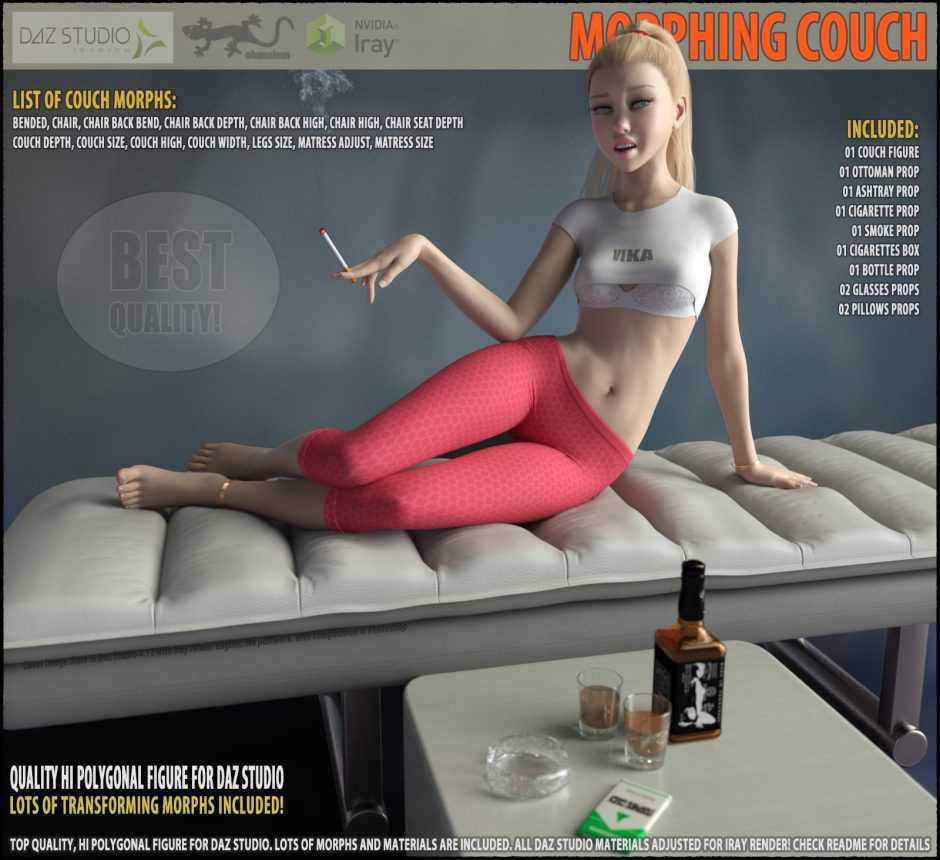 DAZ STUDIO
NVIDIA®
Iray™
MORPHING COUCH
LIST OF COUCH MORPHS:
BENDED, CHAIR, CHAIR BACK BEND, CHAIR BACK DEPTH, CHAIR BACK HIGH, CHAIR HIGH, CHAIR SEAT DEPTH
COUCH DEPTH, COUCH SIZE, COUCH HIGH, COUCH WIDTH, LEGS SIZE, MATRESS ADJUST, MATRESS SIZE
INCLUDED:
01 COUCH FIGURE
01 OTTOMAN PROP
01 ASHTRAY PROP
01 CIGARETTE PROP
01 SMOKE PROP
01 CIGARETTES BOX
01 BOTTLE PROP
02 GLASSES PROPS
02 PILLOWS PROPS
BEST
QUALITY!
VIKA
QUALITY HI POLYGONAL FIGURE FOR DAZ STUDIO
LOTS OF TRANSFORMING MORPHS INCLUDED!
TOP QUALITY, HI POLYGONAL FIGURE FOR DAZ STUDIO. LOTS OF MORPHS AND MATERIALS ARE INCLUDED. ALL DAZ STUDIO MATERIALS ADJUSTED FOR IRAY RENDER! CHECK README FOR DETAILS